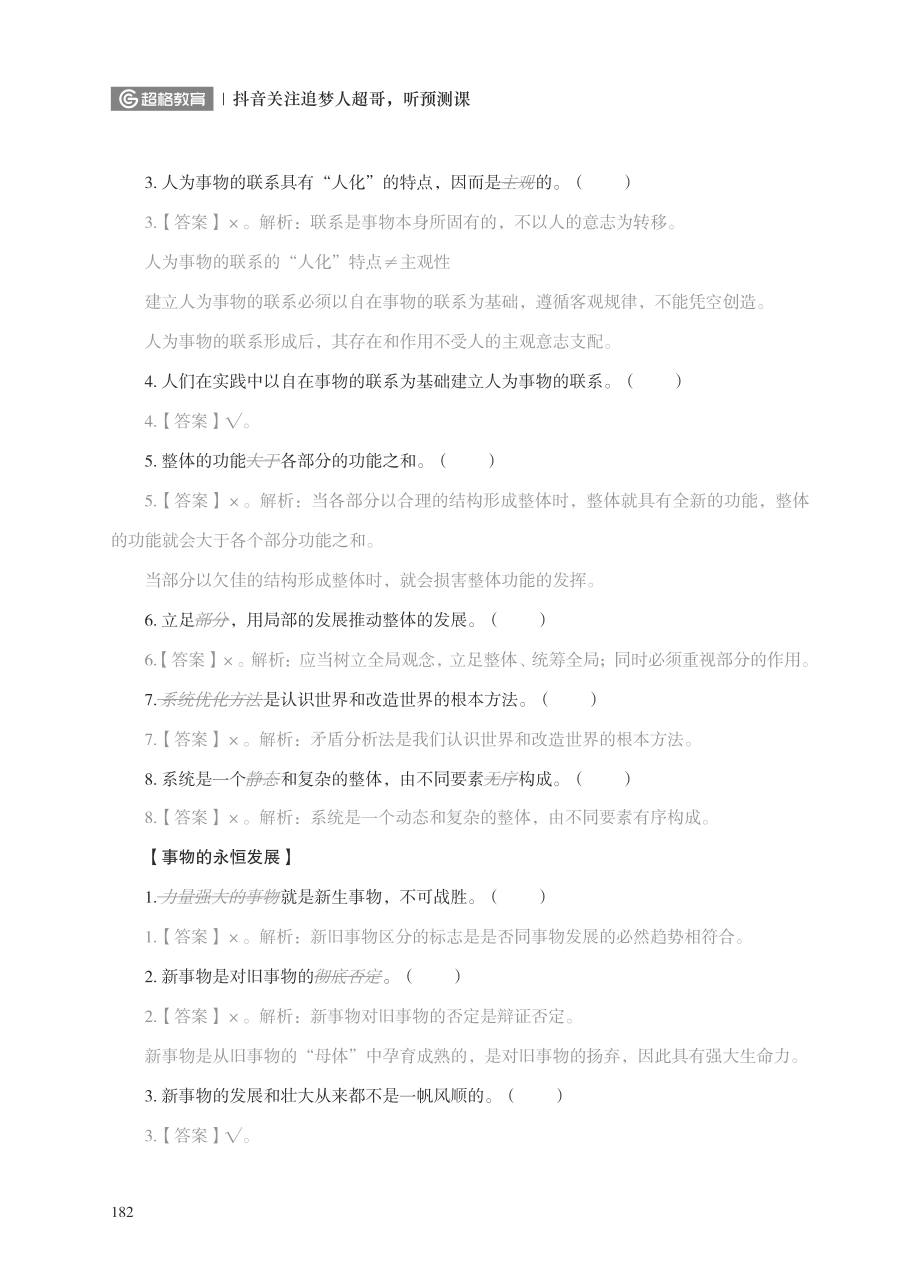 超格教育 | 抖音关注追梦人超哥，听预测课
3. 人为事物的联系具有“人化”的特点，因而是主观的。（　　）
3.【答案】×。解析：联系是事物本身所固有的，不以人的意志为转移。
人为事物的联系的“人化”特点≠主观性
建立人为事物的联系必须以自在事物的联系为基础，遵循客观规律，不能凭空创造。
人为事物的联系形成后，其存在和作用不受人的主观意志支配。
4. 人们在实践中以自在事物的联系为基础建立人为事物的联系。（　　）
4.【答案】√。
5. 整体的功能大于各部分的功能之和。（　　）
5.【答案】×。解析：当各部分以合理的结构形成整体时，整体就具有全新的功能，整体
的功能就会大于各个部分功能之和。
当部分以欠佳的结构形成整体时，就会损害整体功能的发挥。
6. 立足部分，用局部的发展推动整体的发展。（　　）
6.【答案】×。解析：应当树立全局观念，立足整体、统筹全局；同时必须重视部分的作用。
7. 系统优化方法是认识世界和改造世界的根本方法。（　　）
7.【答案】×。解析：矛盾分析法是我们认识世界和改造世界的根本方法。
8. 系统是一个静态和复杂的整体，由不同要素无序构成。（　　）
8.【答案】×。解析：系统是一个动态和复杂的整体，由不同要素有序构成。
【事物的永恒发展】
1. 力量强大的事物就是新生事物，不可战胜。（　　）
1.【答案】×。解析：新旧事物区分的标志是是否同事物发展的必然趋势相符合。
2. 新事物是对旧事物的彻底否定。（　　）
2.【答案】×。解析：新事物对旧事物的否定是辩证否定。
新事物是从旧事物的“母体”中孕育成熟的，是对旧事物的扬弃，因此具有强大生命力。
3. 新事物的发展和壮大从来都不是一帆风顺的。（　　）
3.【答案】√。
182